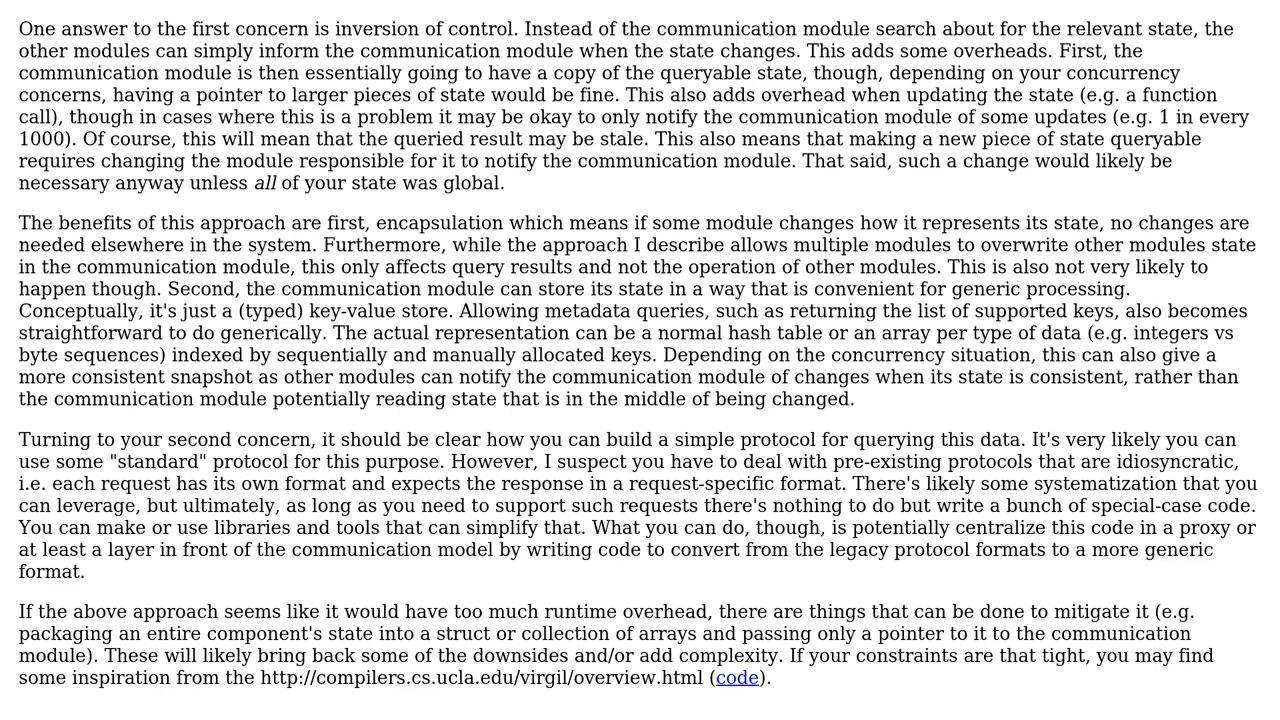 One answer to the first concern is inversion of control. Instead of the communication module search about for the relevant state, the
other modules can simply inform the communication module when the state changes. This adds some overheads. First, the
communication module is then essentially going to have a copy of the queryable state, though, depending on your concurrency
concerns, having a pointer to larger pieces of state would be fine. This also adds overhead when updating the state (e.g. a function
call), though in cases where this is a problem it may be okay to only notify the communication module of some updates (e.g. 1 in every
1000). Of course, this will mean that the queried result may be stale. This also means that making a new piece of state queryable
requires changing the module responsible for it to notify the communication module. That said, such a change would likely be
necessary anyway unless all of your state was global.
The benefits of this approach are first, encapsulation which means if some module changes how it represents its state, no changes are
needed elsewhere in the system. Furthermore, while the approach I describe allows multiple modules to overwrite other modules state
in the communication module, this only affects query results and not the operation of other modules. This is also not very likely to
happen though. Second, the communication module can store its state in a way that is convenient for generic processing.
Conceptually, it's just a (typed) key-value store. Allowing metadata queries, such as returning the list of supported keys, also becomes
straightforward to do generically. The actual representation can be a normal hash table or an array per type of data (e.g. integers vs
byte sequences) indexed by sequentially and manually allocated keys. Depending on the concurrency situation, this can also give a
more consistent snapshot as other modules can notify the communication module of changes when its state is consistent, rather than
the communication module potentially reading state that is in the middle of being changed.
Turning to your second concern, it should be clear how you can build a simple protocol for querying this data. It's very likely you can
use some "standard" protocol for this purpose. However, I suspect you have to deal with pre-existing protocols that are idiosyncratic,
i.e. each request has its own format and expects the response in a request-specific format. There's likely some systematization that you
can leverage, but ultimately, as long as you need to support such requests there's nothing to do but write a bunch of special-case code.
You can make or use libraries and tools that can simplify that. What you can do, though, is potentially centralize this code in a proxy or
at least a layer in front of the communication model by writing code to convert from the legacy protocol formats to a more generic
format.
If the above approach seems like it would have too much runtime overhead, there are things that can be done to mitigate it (e.g.
packaging an entire component's state into a struct or collection of arrays and passing only a pointer to it to the communication
module). These will likely bring back some of the downsides and/or add complexity. If your constraints are that tight, you may find
some inspiration from the http://compilers.cs.ucla.edu/virgil/overview.html (code).